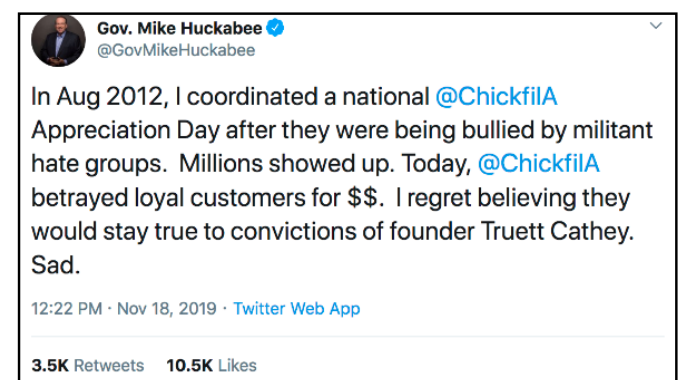 Gov. Mike Huckabee
@GovMikeHuckabee
In Aug 2012, I coordinated a national @ChickfilA
Appreciation Day after they were being bullied by militant
hate groups.  Millions showed up. Today, @ChickfilA
betrayed loyal customers for $$.  I regret believing they
would stay true to convictions of founder Truett Cathey.
Sad.
12:22 PM · Nov 18, 2019 · Twitter Web App
3.5K Retweets 10.5K Likes